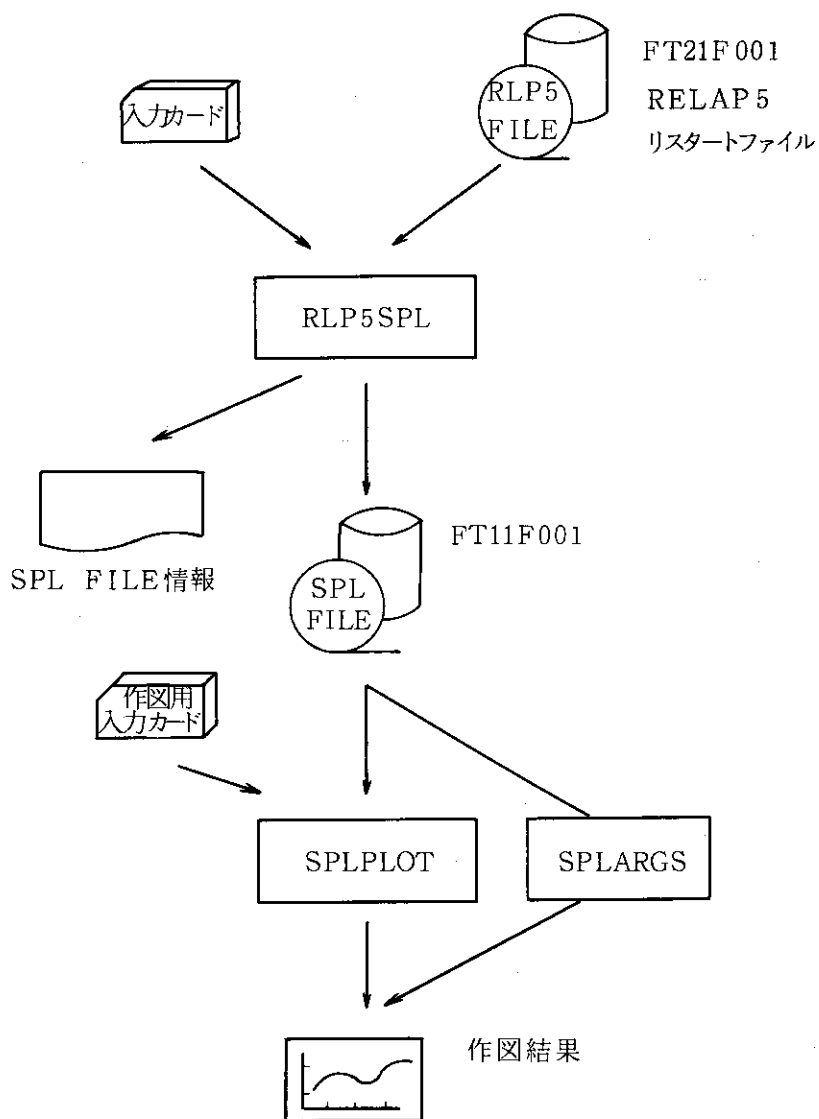 FT21F001
入力カード
RLP5
FILE
RELAP5
リスタートファイル
RLP5SPL
FT11F001
SPL FILE情報
SPL
FILE
作図用
入力カード
SPLPLOT
SPLARGS
作図結果